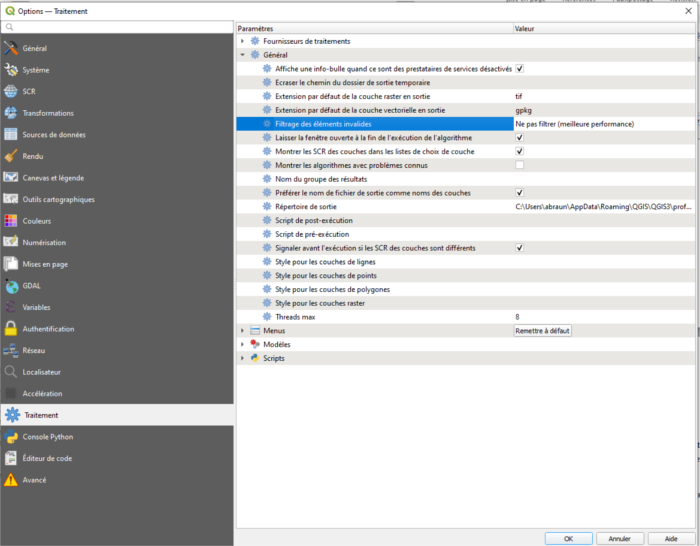 Options — Traitement
Général
Système
SCR
Transformations
Sources de données
Rendu
Canevas et légende
Outils cartographiques
Couleurs
Numérisation
Mises en page
GDAL
Variables
Authentification
Réseau
Localisateur
Accélération
Traitement
Console Python
Éditeur de code
Avancé
Paramètres Valeur
Fournisseurs de traitements
Général
Affiche une info-bulle quand ce sont des prestataires de services désactivés
Ecraser le chemin du dossier de sortie temporaire
Extension par défaut de la couche raster en sortie tif
Extension par défaut de la couche vectorielle en sortie gpkg
Filtrage des éléments invalides Ne pas filtrer (meilleure performance)
Laisser la fenêtre ouverte à la fin de l'exécution de l'algorithme
Montrer les SCR des couches dans les listes de choix de couche
Montrer les algorithmes avec problèmes connus
Nom du groupe des résultats
Préférer le nom de fichier de sortie comme noms des couches
Répertoire de sortie C:\Users\abraun\AppData\Roaming\QGIS\QGIS3\prof...
Script de post-exécution
Script de pré-exécution
Signaler avant l'exécution si les SCR des couches sont différents
Style pour les couches de lignes
Style pour les couches de points
Style pour les couches de polygones
Style pour les couches raster
Threads max 8
Menus Remettre à défaut
Modèles
Scripts
OK Annuler Aide